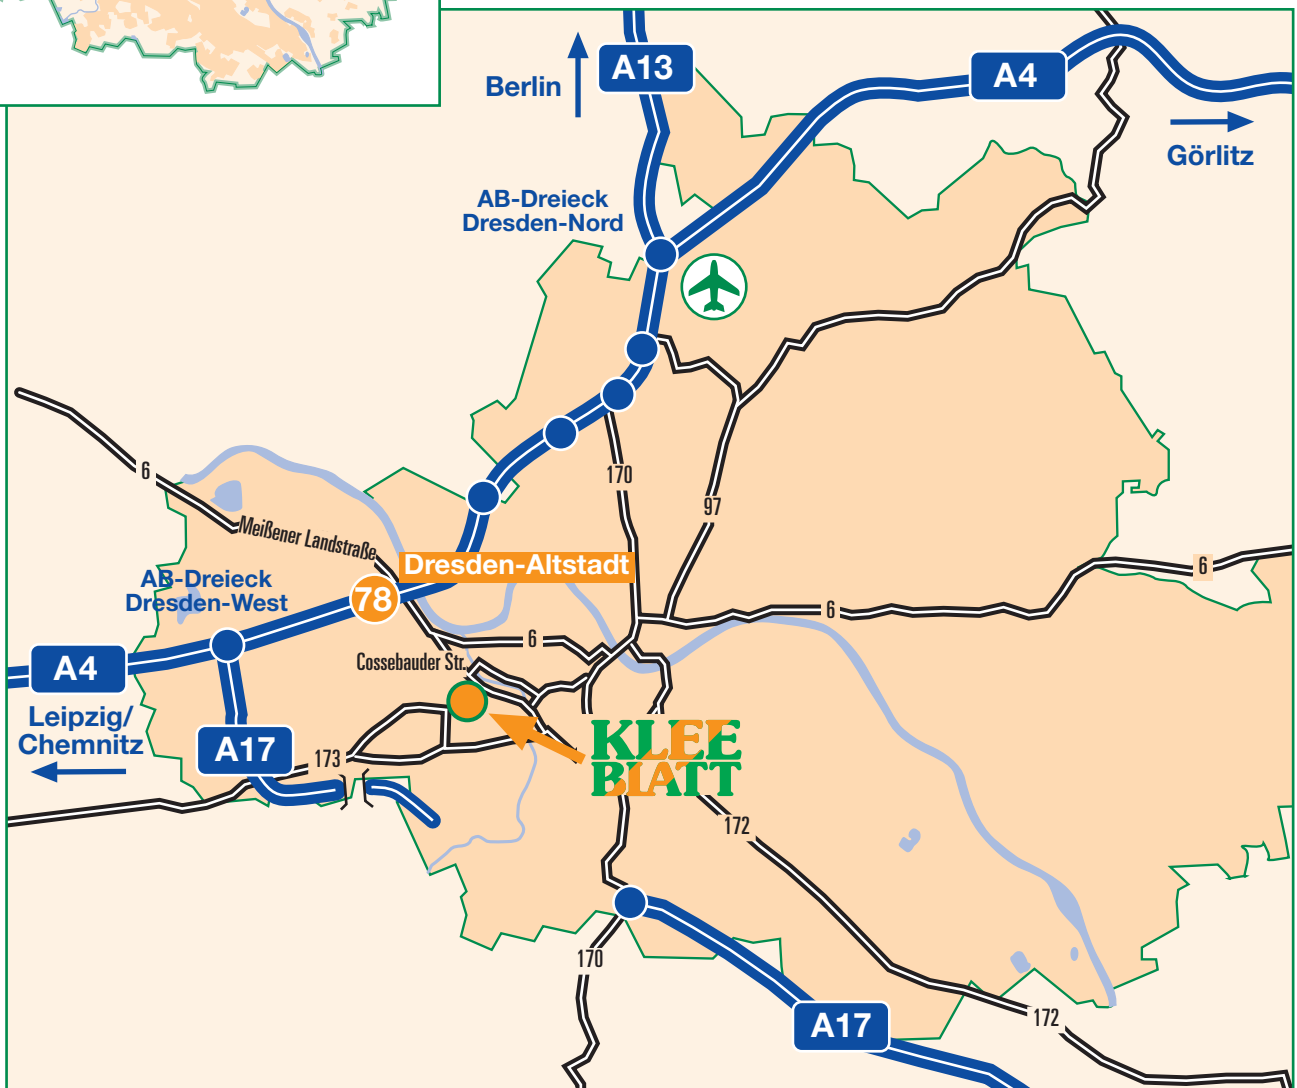 A13
Berlin
A4
Görlitz
AB-Dreieck
Dresden-Nord
6
170
97
Meißener Landstraße
Dresden-Altstadt
6
AB-Dreieck
Dresden-West
78
6
6
Cossebauder Str.
A4
Leipzig/
Chemnitz
A17
173
KLEE
BLATT
172
170
A17
172